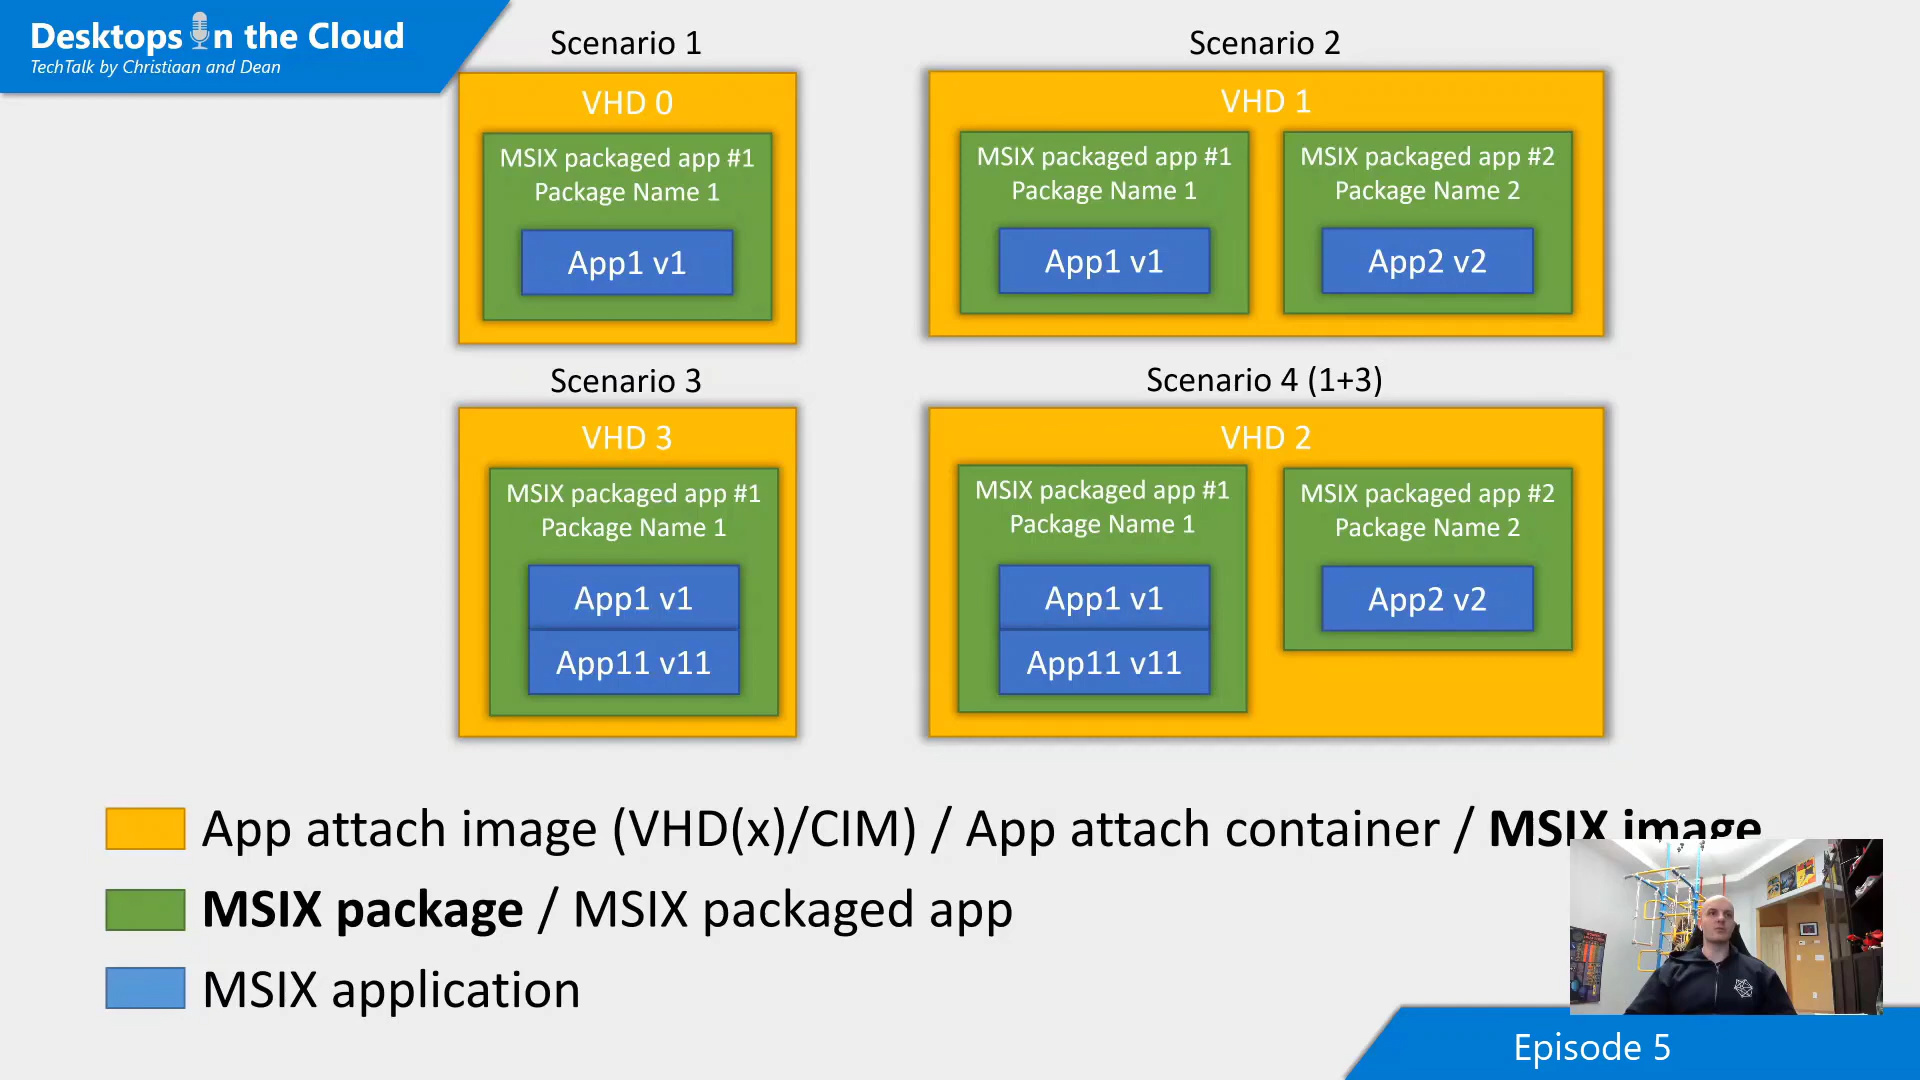 Desktops in the Cloud
TechTalk by Christiaan and Dean
Scenario 1
VHD 0
MSIX packaged app #1
Package Name 1
App1 v1
Scenario 2
VHD 1
MSIX packaged app #1
Package Name 1
App1 v1
MSIX packaged app #2
Package Name 2
App2 v2
Scenario 3
VHD 3
MSIX packaged app #1
Package Name 1
App1 v1
App11 v11
Scenario 4 (1+3)
VHD 2
MSIX packaged app #1
Package Name 1
App1 v1
App11 v11
MSIX packaged app #2
Package Name 2
App2 v2
App attach image (VHD(x)/CIM) / App attach container / MSIX image
MSIX package / MSIX packaged app
MSIX application
Episode 5